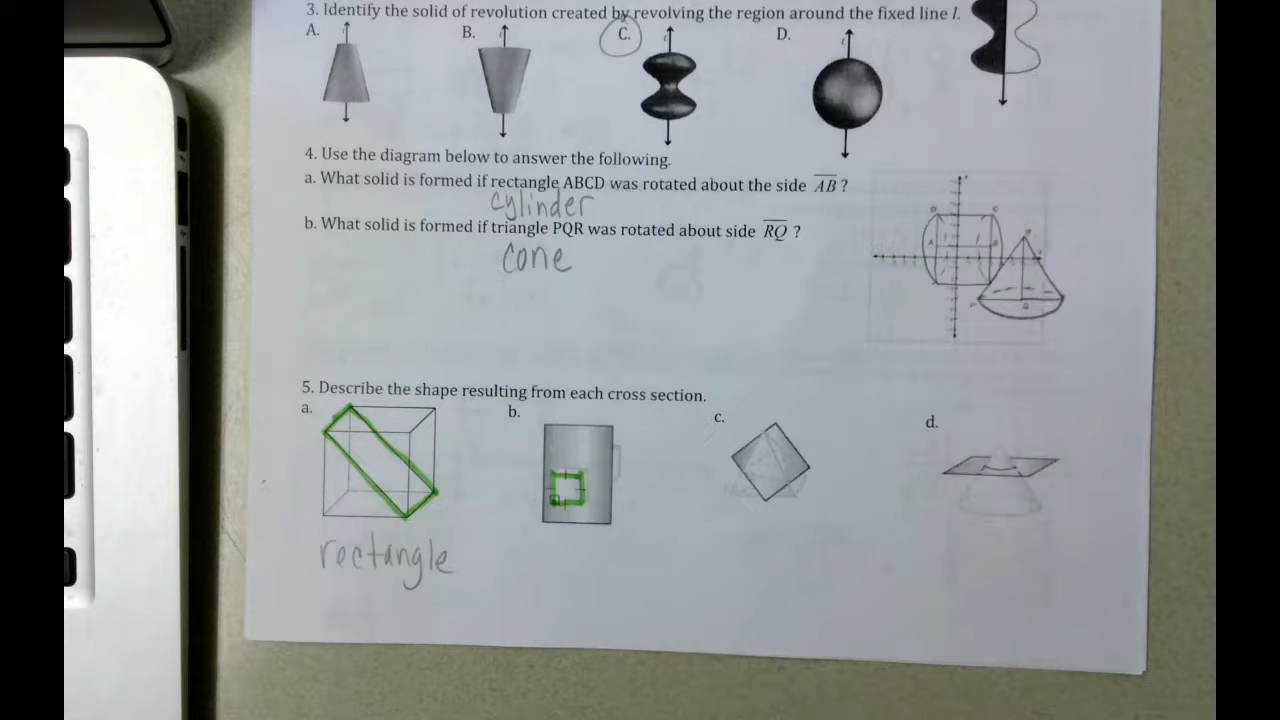 3. Identify the solid of revolution created by revolving the region around the fixed line l.
A. B. C. D.
4. Use the diagram below to answer the following.
a. What solid is formed if rectangle ABCD was rotated about the side AB ?
cylinder
b. What solid is formed if triangle PQR was rotated about side RQ ?
cone
5. Describe the shape resulting from each cross section.
a. b. c. d.
rectangle